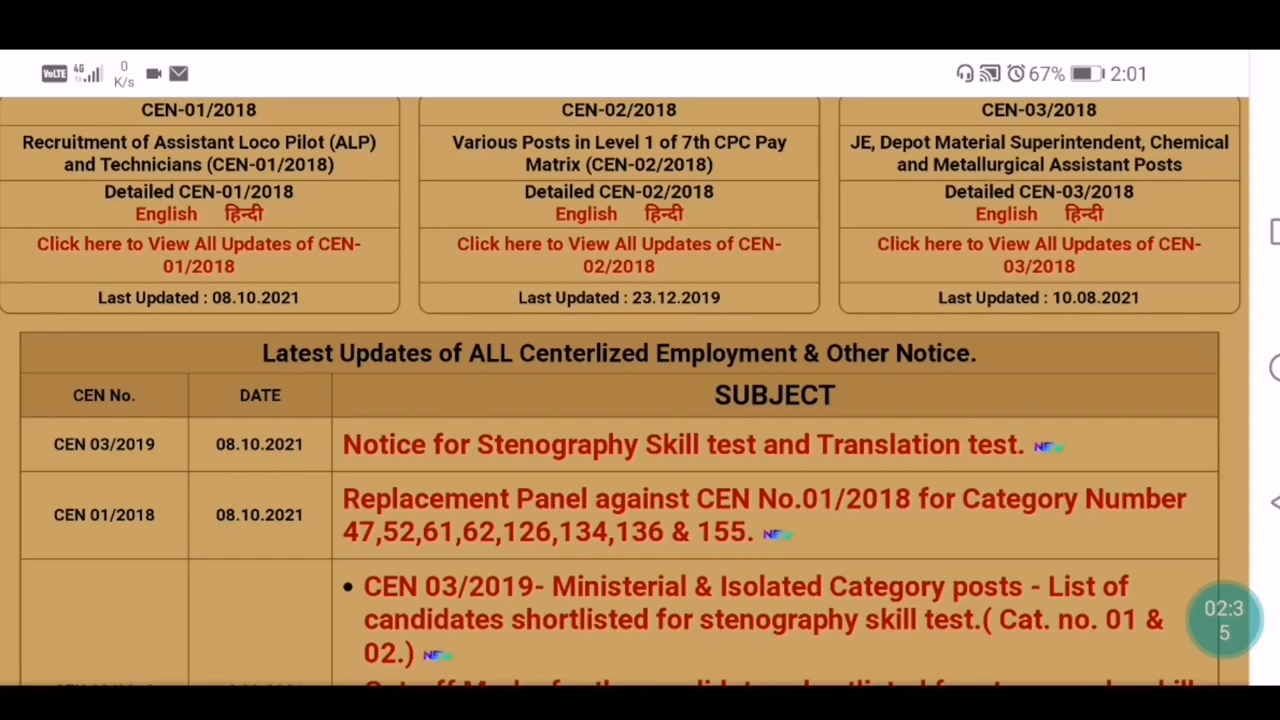 VoLTE 4G 0 K/s 67% 2:01
CEN-01/2018
Recruitment of Assistant Loco Pilot (ALP)
and Technicians (CEN-01/2018)
Detailed CEN-01/2018
English हिन्दी
Click here to View All Updates of CEN-
01/2018
Last Updated : 08.10.2021
CEN-02/2018
Various Posts in Level 1 of 7th CPC Pay
Matrix (CEN-02/2018)
Detailed CEN-02/2018
English हिन्दी
Click here to View All Updates of CEN-
02/2018
Last Updated : 23.12.2019
CEN-03/2018
JE, Depot Material Superintendent, Chemical
and Metallurgical Assistant Posts
Detailed CEN-03/2018
English हिन्दी
Click here to View All Updates of CEN-
03/2018
Last Updated : 10.08.2021
Latest Updates of ALL Centerlized Employment & Other Notice.
CEN No. DATE SUBJECT
CEN 03/2019 08.10.2021 Notice for Stenography Skill test and Translation test. NEW
CEN 01/2018 08.10.2021 Replacement Panel against CEN No.01/2018 for Category Number
47,52,61,62,126,134,136 & 155. NEW
• CEN 03/2019- Ministerial & Isolated Category posts - List of
candidates shortlisted for stenography skill test.( Cat. no. 01 &
02.) NEW
02:3
5